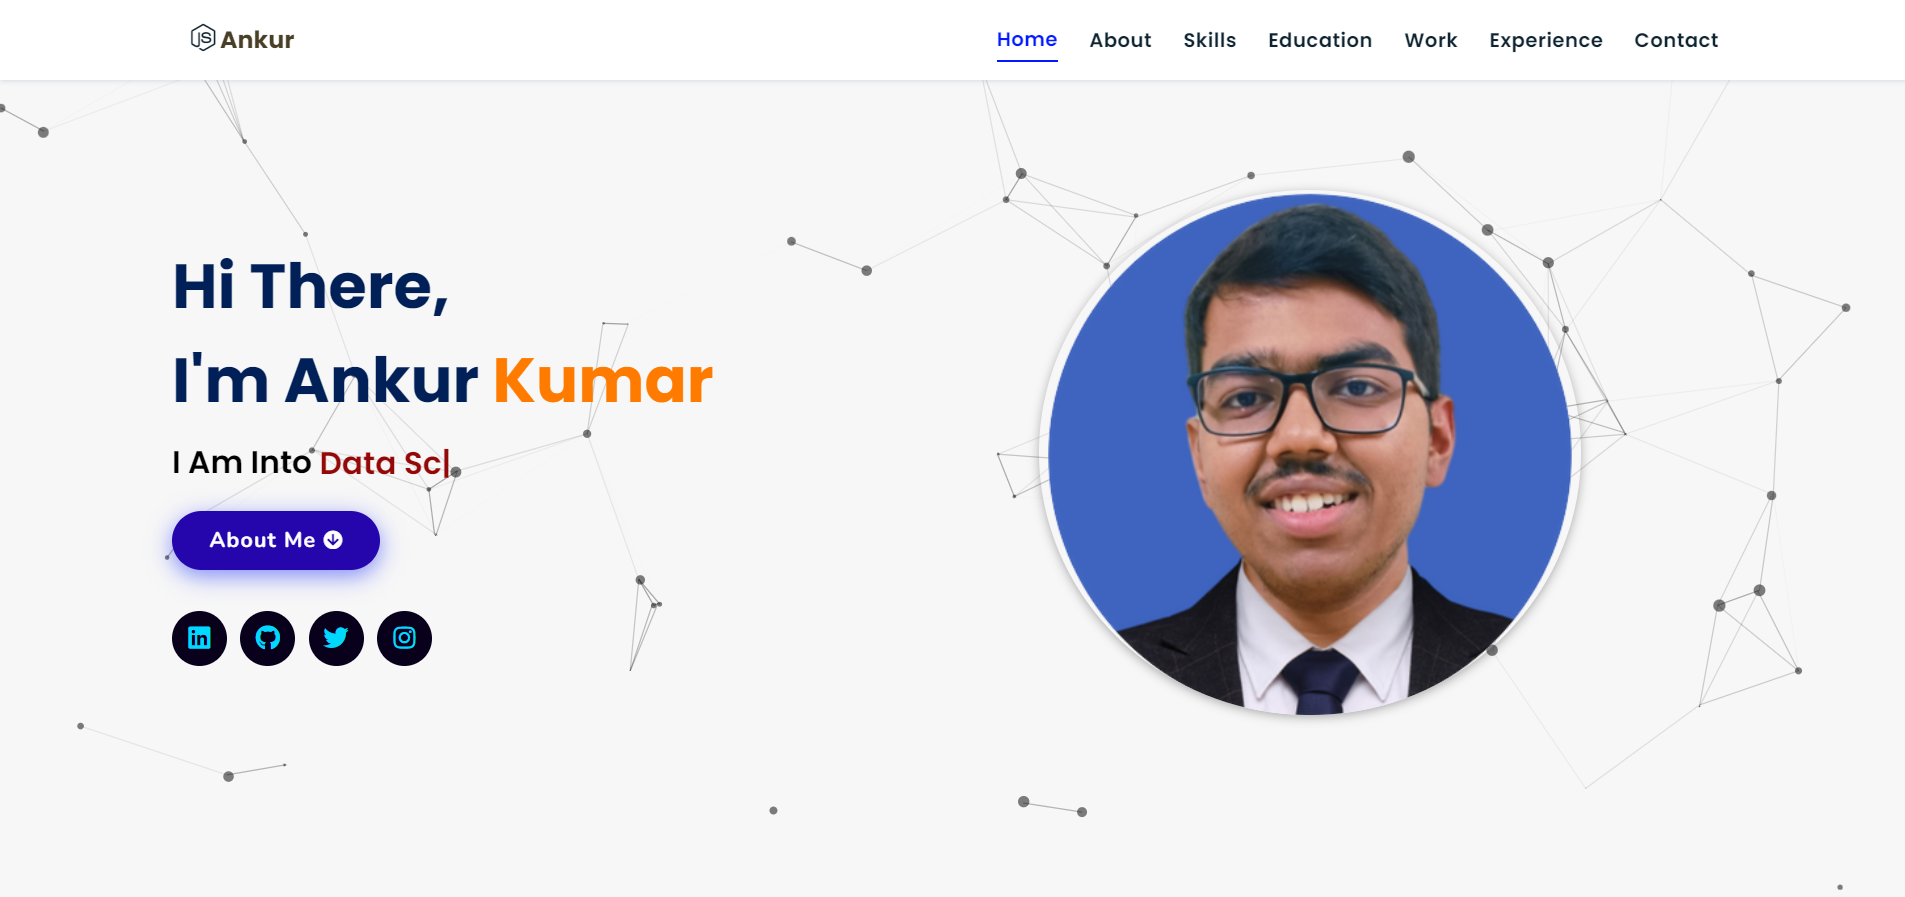 Ankur
Home About Skills Education Work Experience Contact
Hi There,
I'm Ankur Kumar
I Am Into Data Sc|
About Me